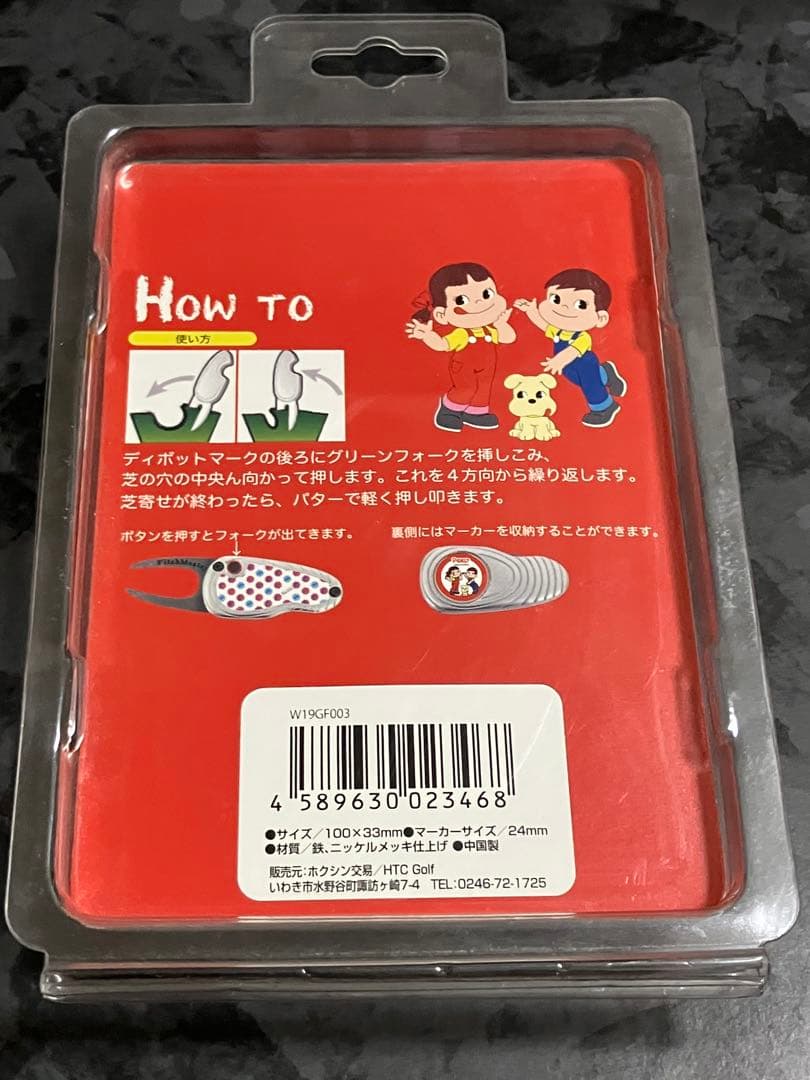 HOW TO
使い方
ディボットマークの後ろにグリーンフォークを挿しこみ、
芝の穴の中央ん向かって押します。これを4方向から繰り返します。
芝寄せが終わったら、パターで軽く押し叩きます。
ボタンを押すとフォークが出てきます。
裏側にはマーカーを収納することができます。
Peko
W19GF003
4 589630 023468
●サイズ/100×33mm●マーカーサイズ/24mm
●材質/鉄、ニッケルメッキ仕上げ ●中国製
販売元:ホクシン交易/HTC Golf
いわき市水野谷町諏訪ヶ崎7-4 TEL:0246-72-1725